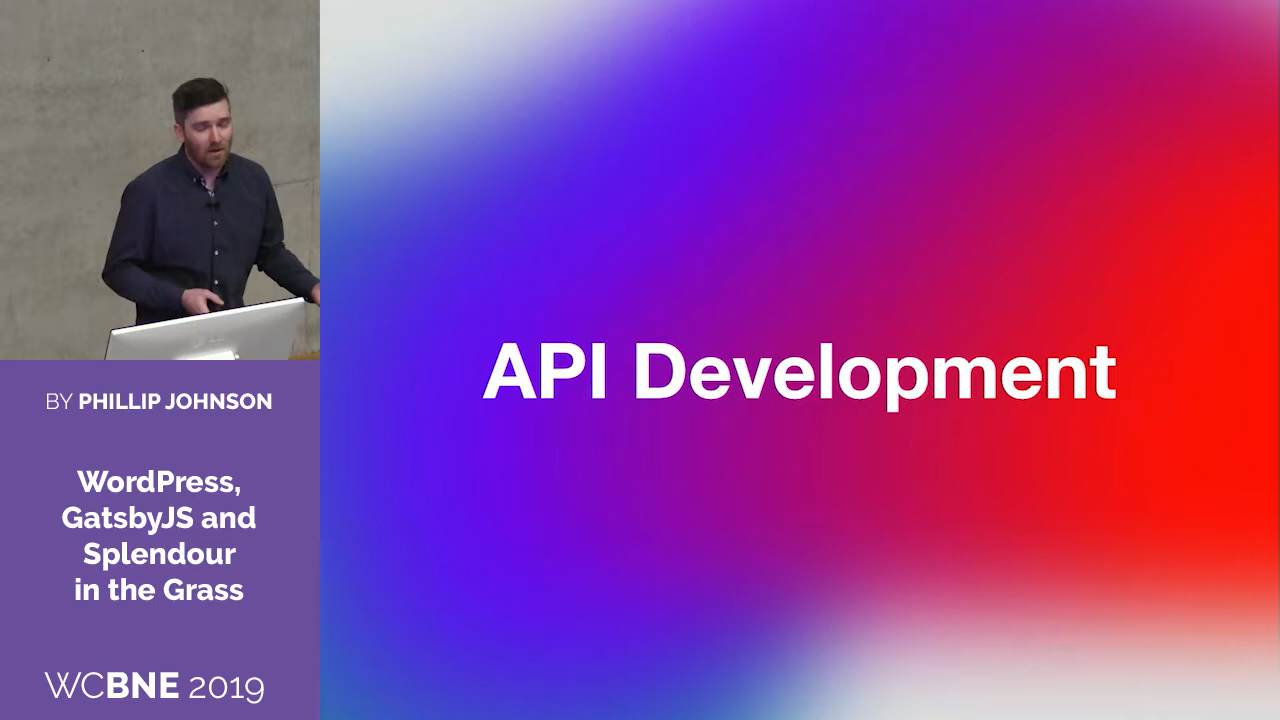 API Development
BY PHILLIP JOHNSON
WordPress,
GatsbyJS and
Splendour
in the Grass
WCBNE 2019